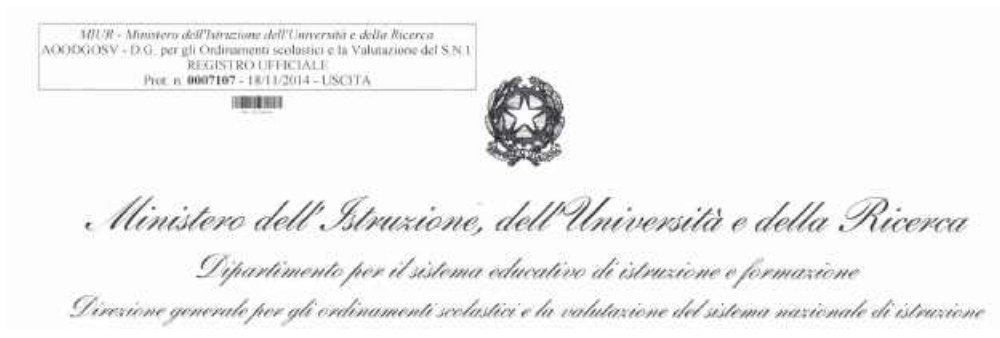 MIUR - Ministero dell'Istruzione dell'Università e della Ricerca
AOODGOSV - D.G. per gli Ordinamenti scolastici e la Valutazione del S.N.I.
REGISTRO UFFICIALE
Prot. n. 0007107 - 18/11/2014 - USCITA
Ministero dell'Istruzione, dell'Università e della Ricerca
Dipartimento per il sistema educativo di istruzione e formazione
Direzione generale per gli ordinamenti scolastici e la valutazione del sistema nazionale di istruzione